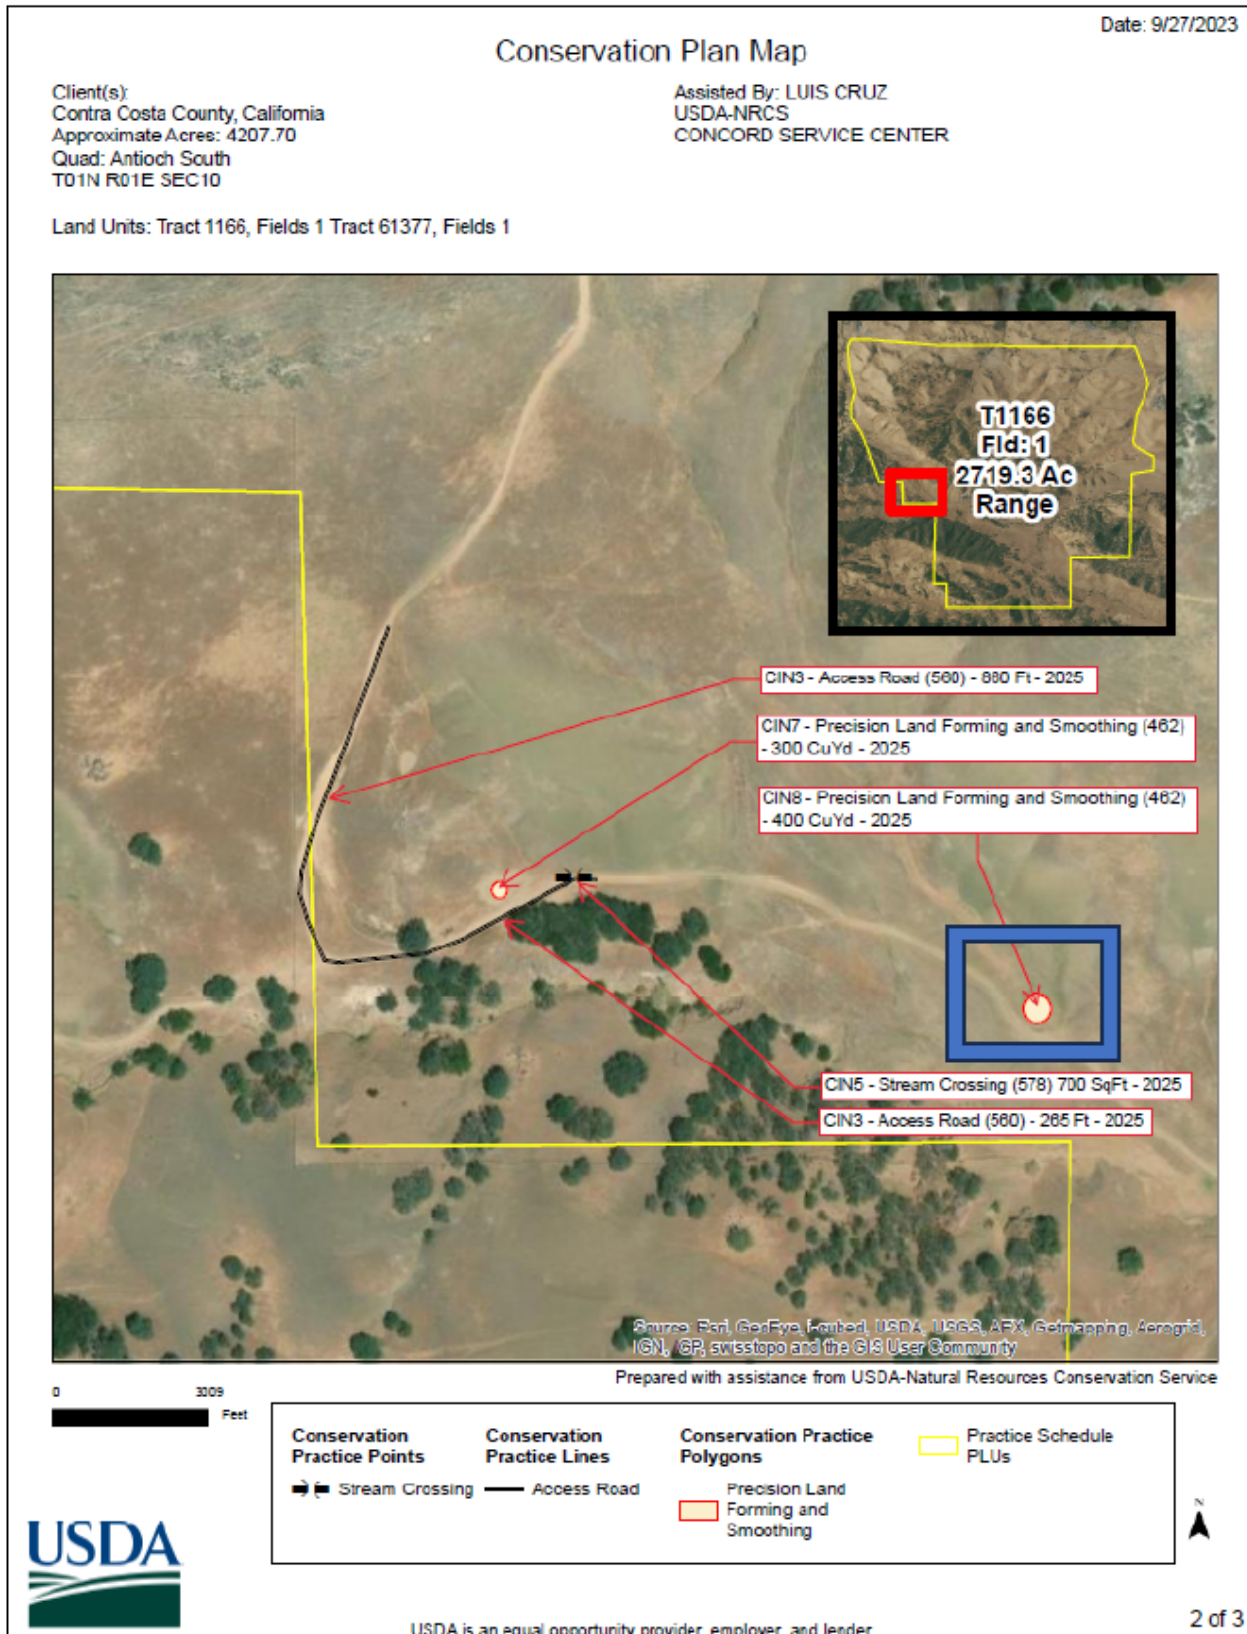 Date: 9/27/2023
Conservation Plan Map
Client(s):
Contra Costa County, California
Approximate Acres: 4207.70
Quad: Antioch South
T01N R01E SEC10
Assisted By: LUIS CRUZ
USDA-NRCS
CONCORD SERVICE CENTER
Land Units: Tract 1166, Fields 1 Tract 61377, Fields 1
T1166
Fld: 1
2719.3 Ac
Range
CIN3 - Access Road (560) - 880 Ft - 2025
CIN7 - Precision Land Forming and Smoothing (462)
- 300 CuYd - 2025
CIN8 - Precision Land Forming and Smoothing (462)
- 400 CuYd - 2025
CIN5 - Stream Crossing (578) 700 SqFt - 2025
CIN3 - Access Road (560) - 265 Ft - 2025
Source: Esri, GeoEye, i-cubed, USDA, USGS, AEX, Getmapping, Aerogrid,
IGN, IGP, swisstopo and the GIS User Community
Prepared with assistance from USDA-Natural Resources Conservation Service
0 3009
Feet
Conservation
Practice Points
Stream Crossing
Conservation
Practice Lines
Access Road
Conservation Practice
Polygons
Precision Land
Forming and
Smoothing
Practice Schedule
PLUs
N
USDA
USDA is an equal opportunity provider, employer, and lender
2 of 3